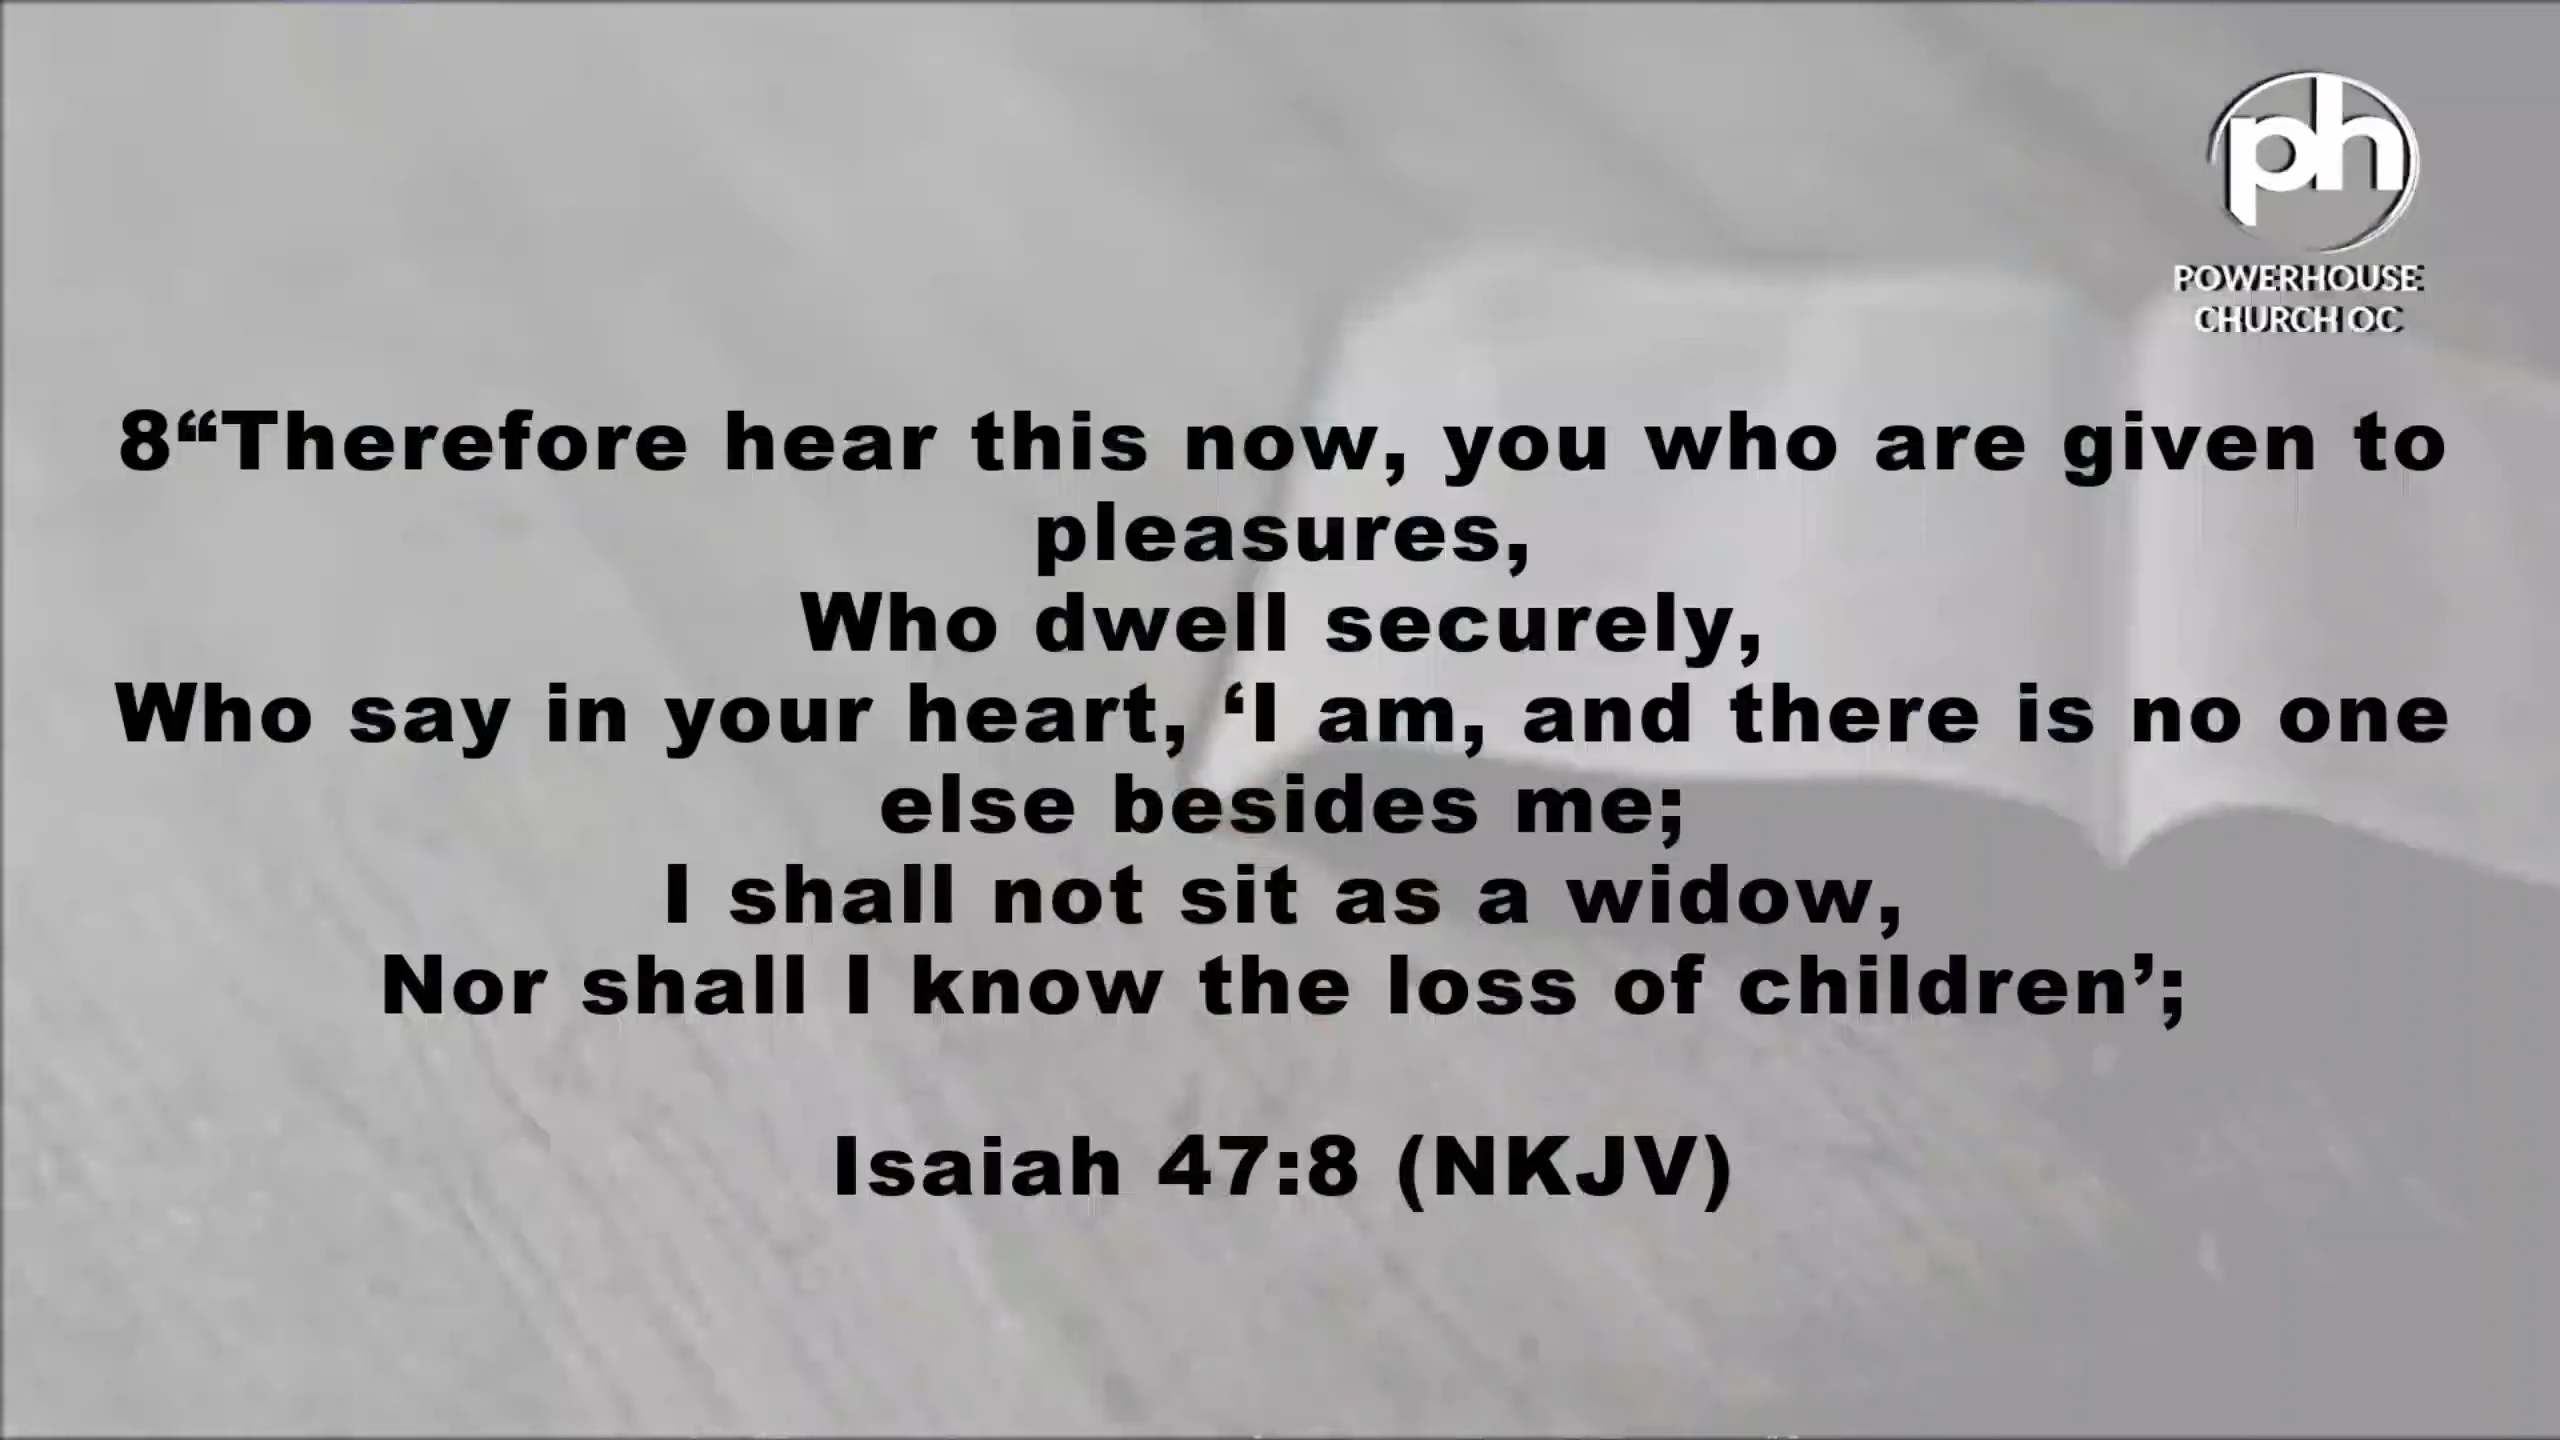 ph
POWERHOUSE
CHURCH OC
8“Therefore hear this now, you who are given to
pleasures,
Who dwell securely,
Who say in your heart, ‘I am, and there is no one
else besides me;
I shall not sit as a widow,
Nor shall I know the loss of children’;
Isaiah 47:8 (NKJV)